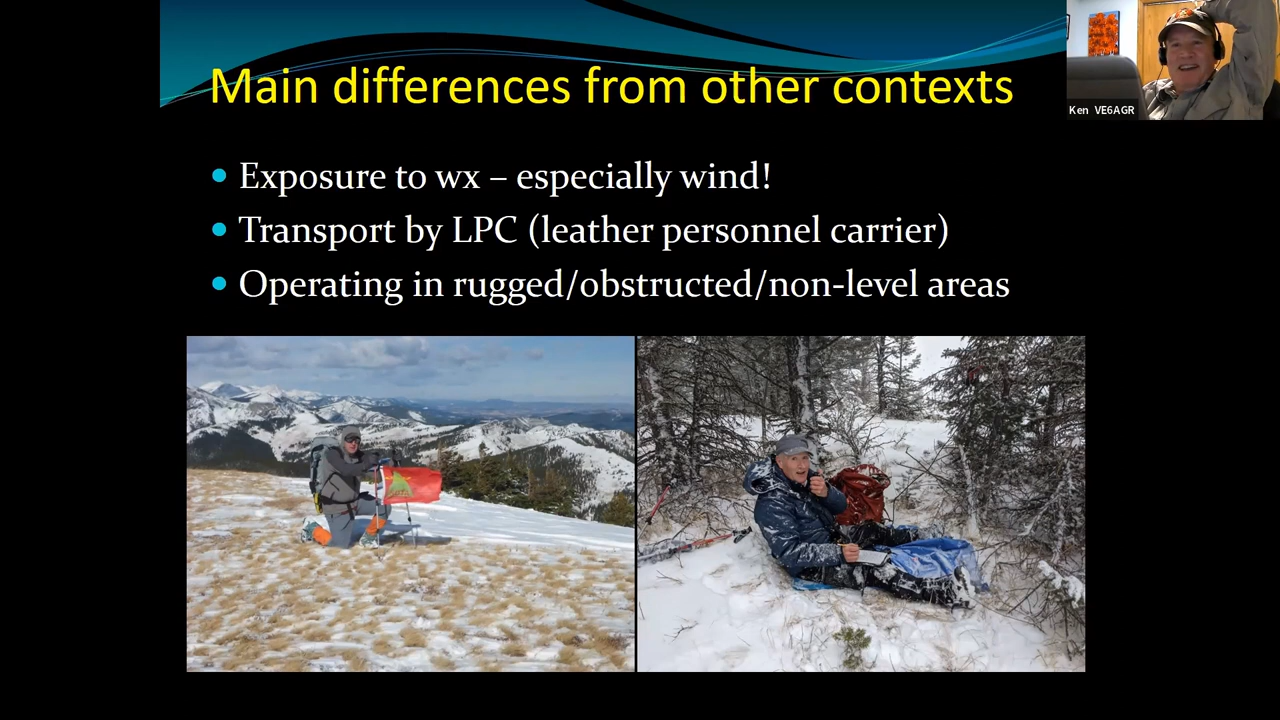 Main differences from other contexts
Ken VE6AGR
Exposure to wx – especially wind!
Transport by LPC (leather personnel carrier)
Operating in rugged/obstructed/non-level areas